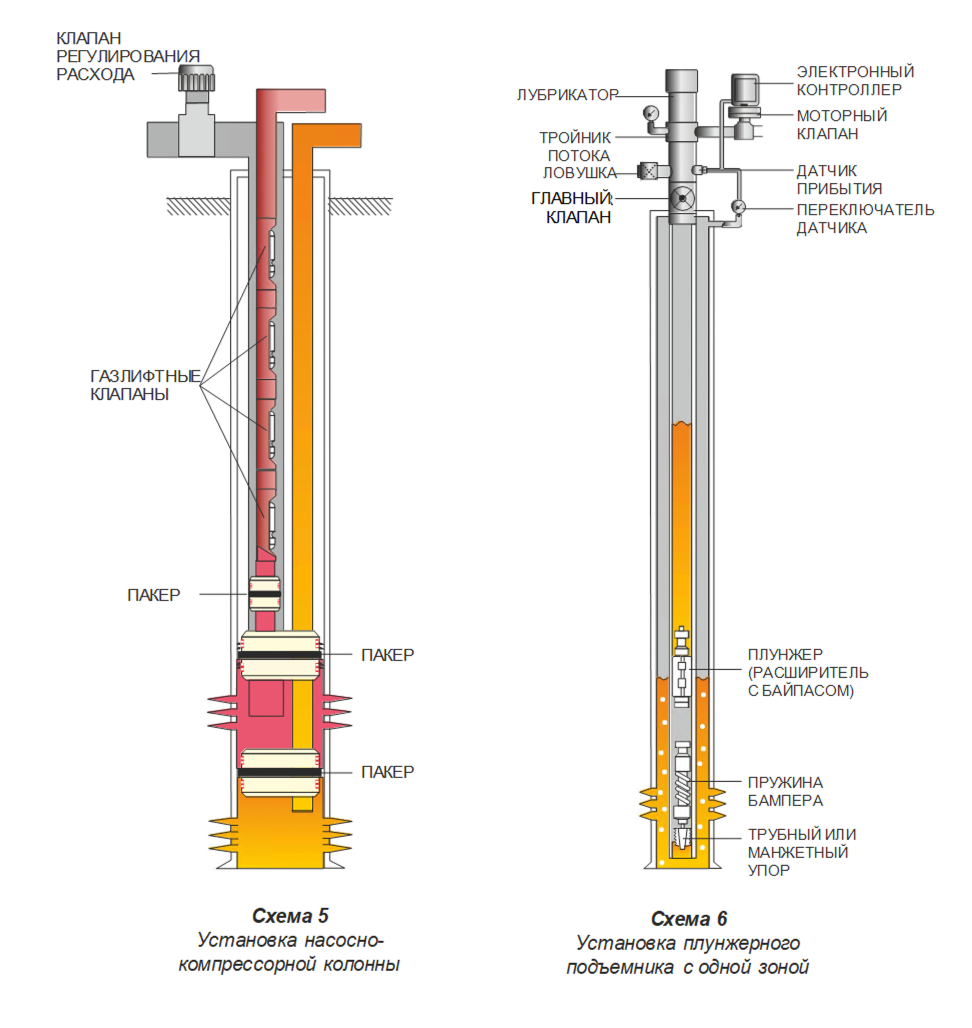 КЛАПАН
РЕГУЛИРОВАНИЯ
РАСХОДА
ГАЗЛИФТНЫЕ
КЛАПАНЫ
ПАКЕР
ПАКЕР
ПАКЕР
Схема 5
Установка насосно-
компрессорной колонны
ЛУБРИКАТОР
ТРОЙНИК
ПОТОКА
ЛОВУШКА
ГЛАВНЫЙ
КЛАПАН
ЭЛЕКТРОННЫЙ
КОНТРОЛЛЕР
МОТОРНЫЙ
КЛАПАН
ДАТЧИК
ПРИБЫТИЯ
ПЕРЕКЛЮЧАТЕЛЬ
ДАТЧИКА
ПЛУНЖЕР
(РАСШИРИТЕЛЬ
С БАЙПАСОМ)
ПРУЖИНА
БАМПЕРА
ТРУБНЫЙ ИЛИ
МАНЖЕТНЫЙ
УПОР
Схема 6
Установка плунжерного
подъемника с одной зоной